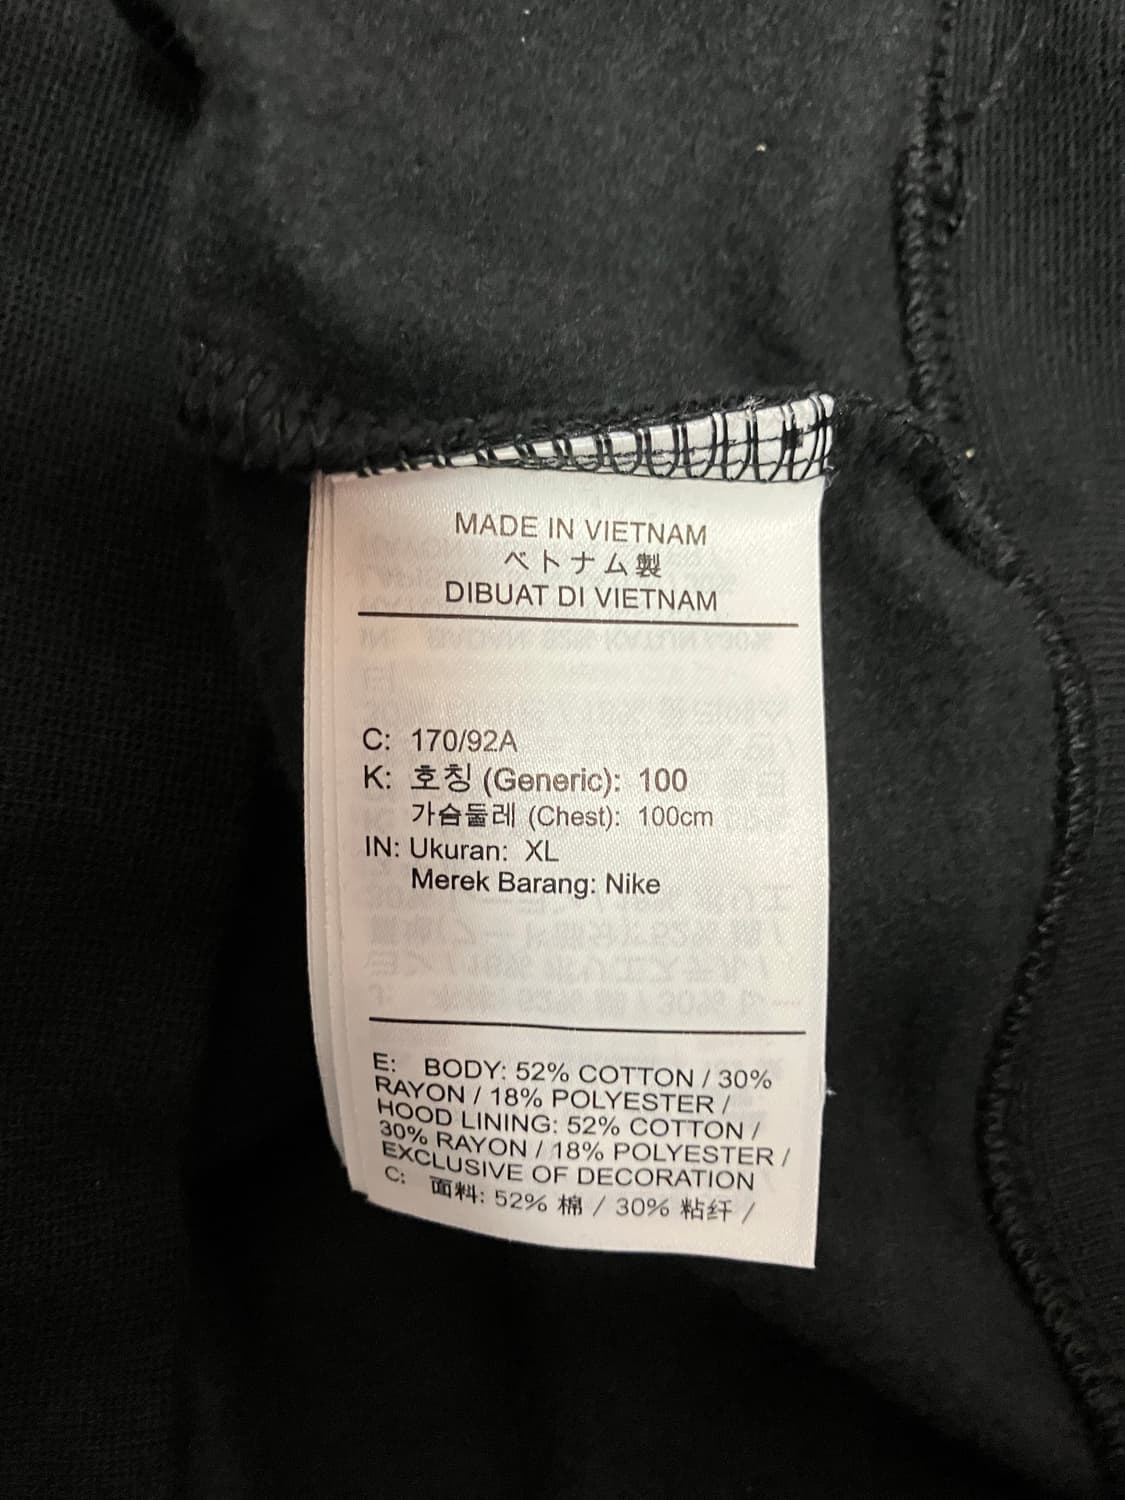 MADE IN VIETNAM
ベトナム製
DIBUAT DI VIETNAM
C: 170/92A
K: 호칭 (Generic): 100
가슴둘레 (Chest): 100cm
IN: Ukuran: XL
Merek Barang: Nike
E: BODY: 52% COTTON / 30%
RAYON / 18% POLYESTER /
HOOD LINING: 52% COTTON /
30% RAYON / 18% POLYESTER /
EXCLUSIVE OF DECORATION
C: 面料: 52% 棉 / 30% 粘纤 /